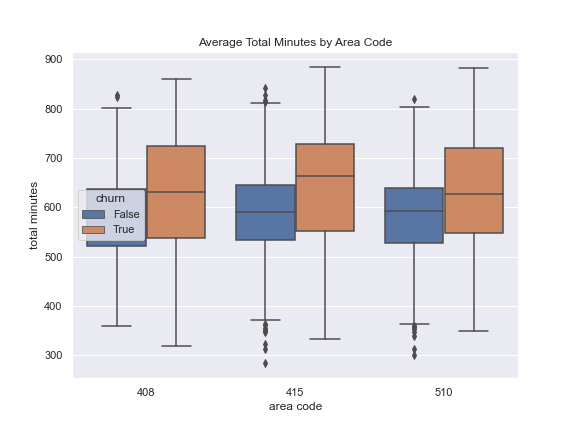 Average Total Minutes by Area Code
900
800
700
600
500
400
300
total minutes
churn
False
True
408 415 510
area code